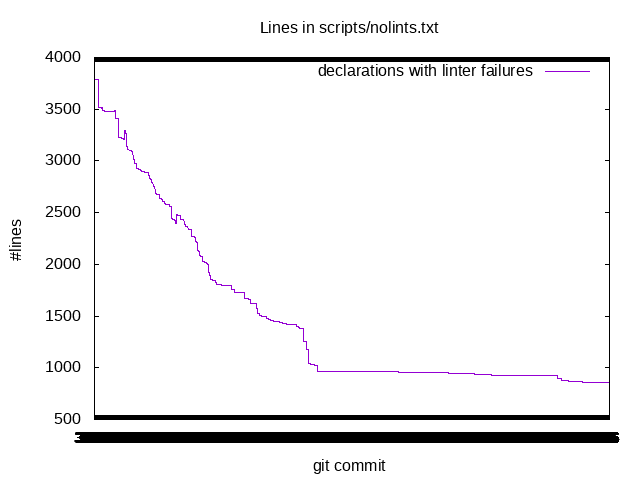 Lines in scripts/nolints.txt
4000
declarations with linter failures
3500
3000
2500
#lines
2000
1500
1000
500
git commit